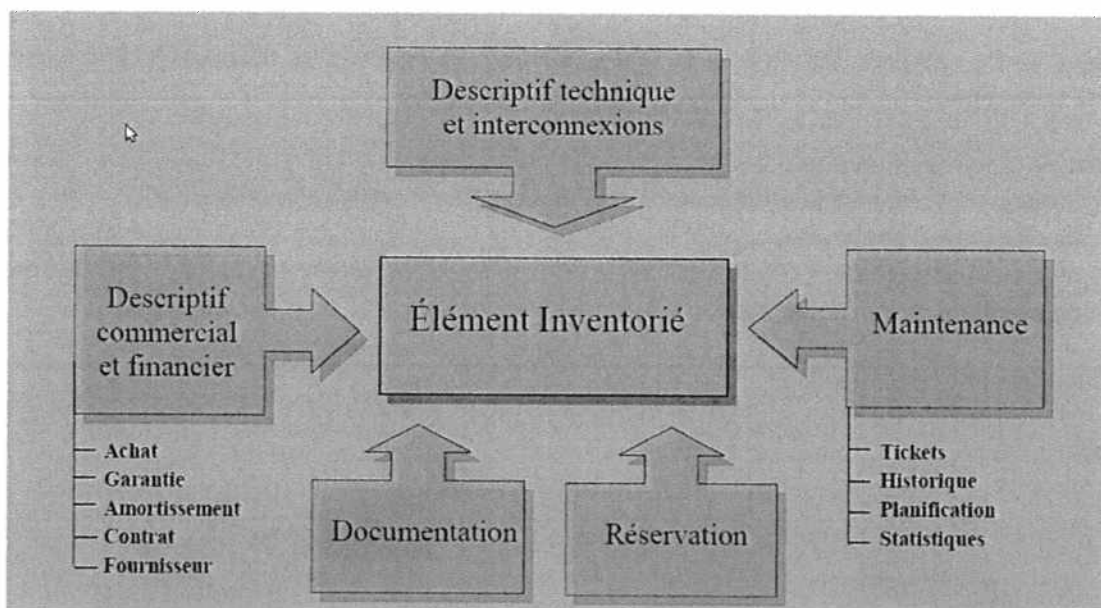 Descriptif technique
et interconnexions
Descriptif
commercial
et financier
Élément Inventorié
Maintenance
Achat
Garantie
Amortissement
Contrat
Fournisseur
Documentation
Réservation
Tickets
Historique
Planification
Statistiques